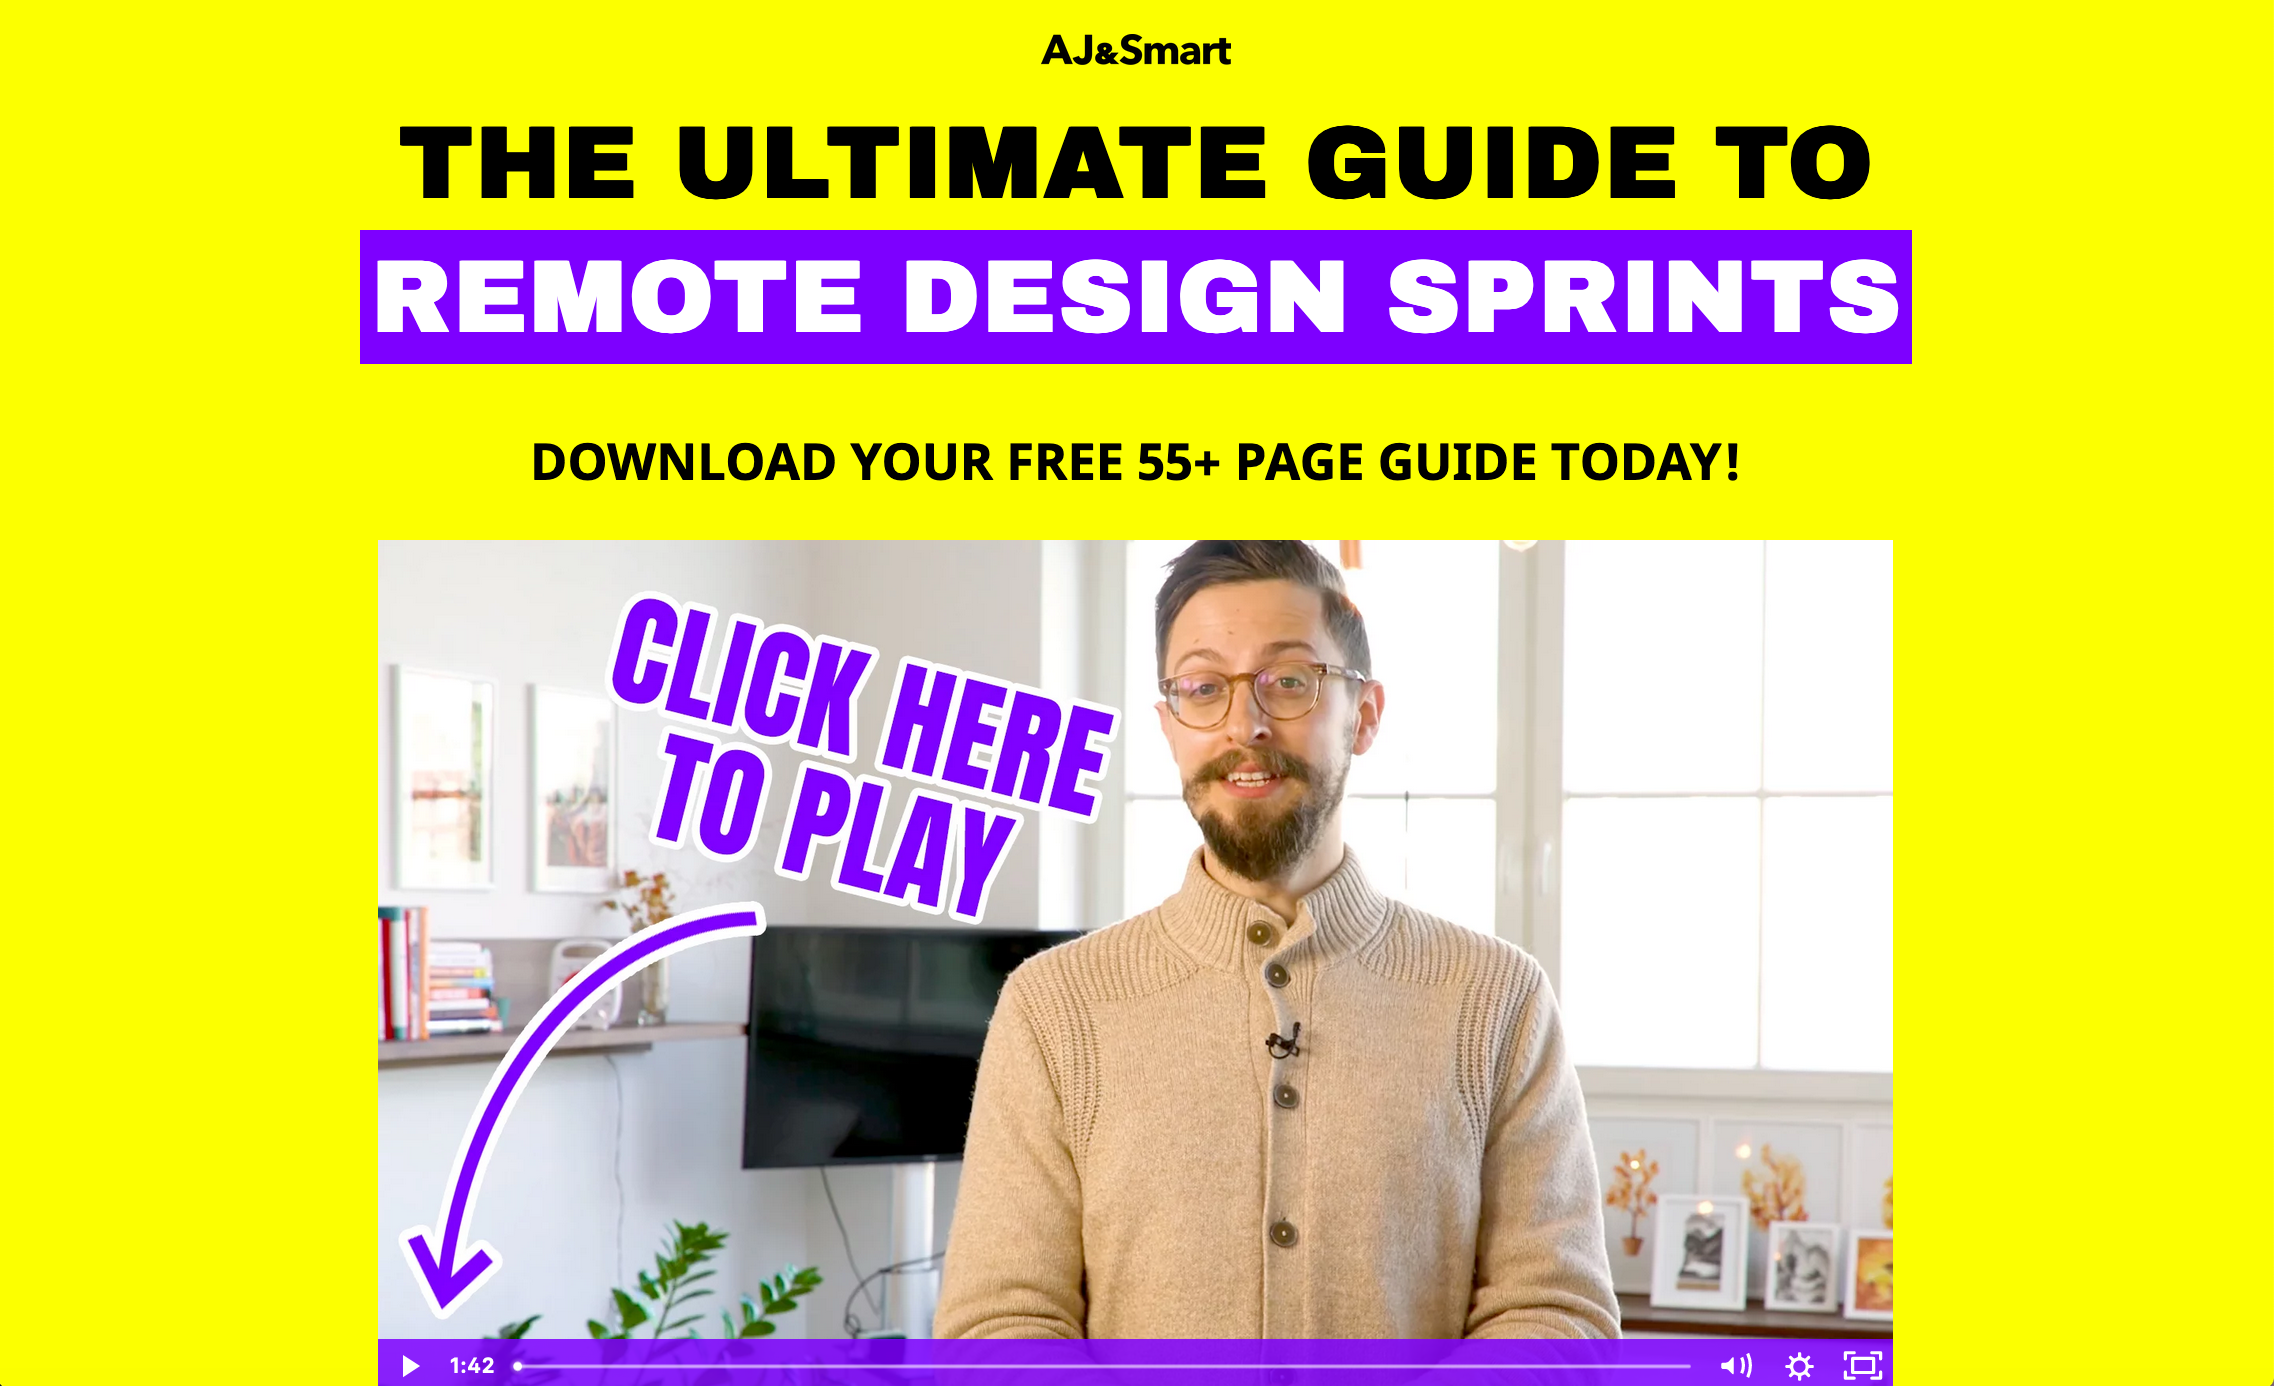 AJ&Smart
THE ULTIMATE GUIDE TO
REMOTE DESIGN SPRINTS
DOWNLOAD YOUR FREE 55+ PAGE GUIDE TODAY!
CLICK HERE
TO PLAY
1:42